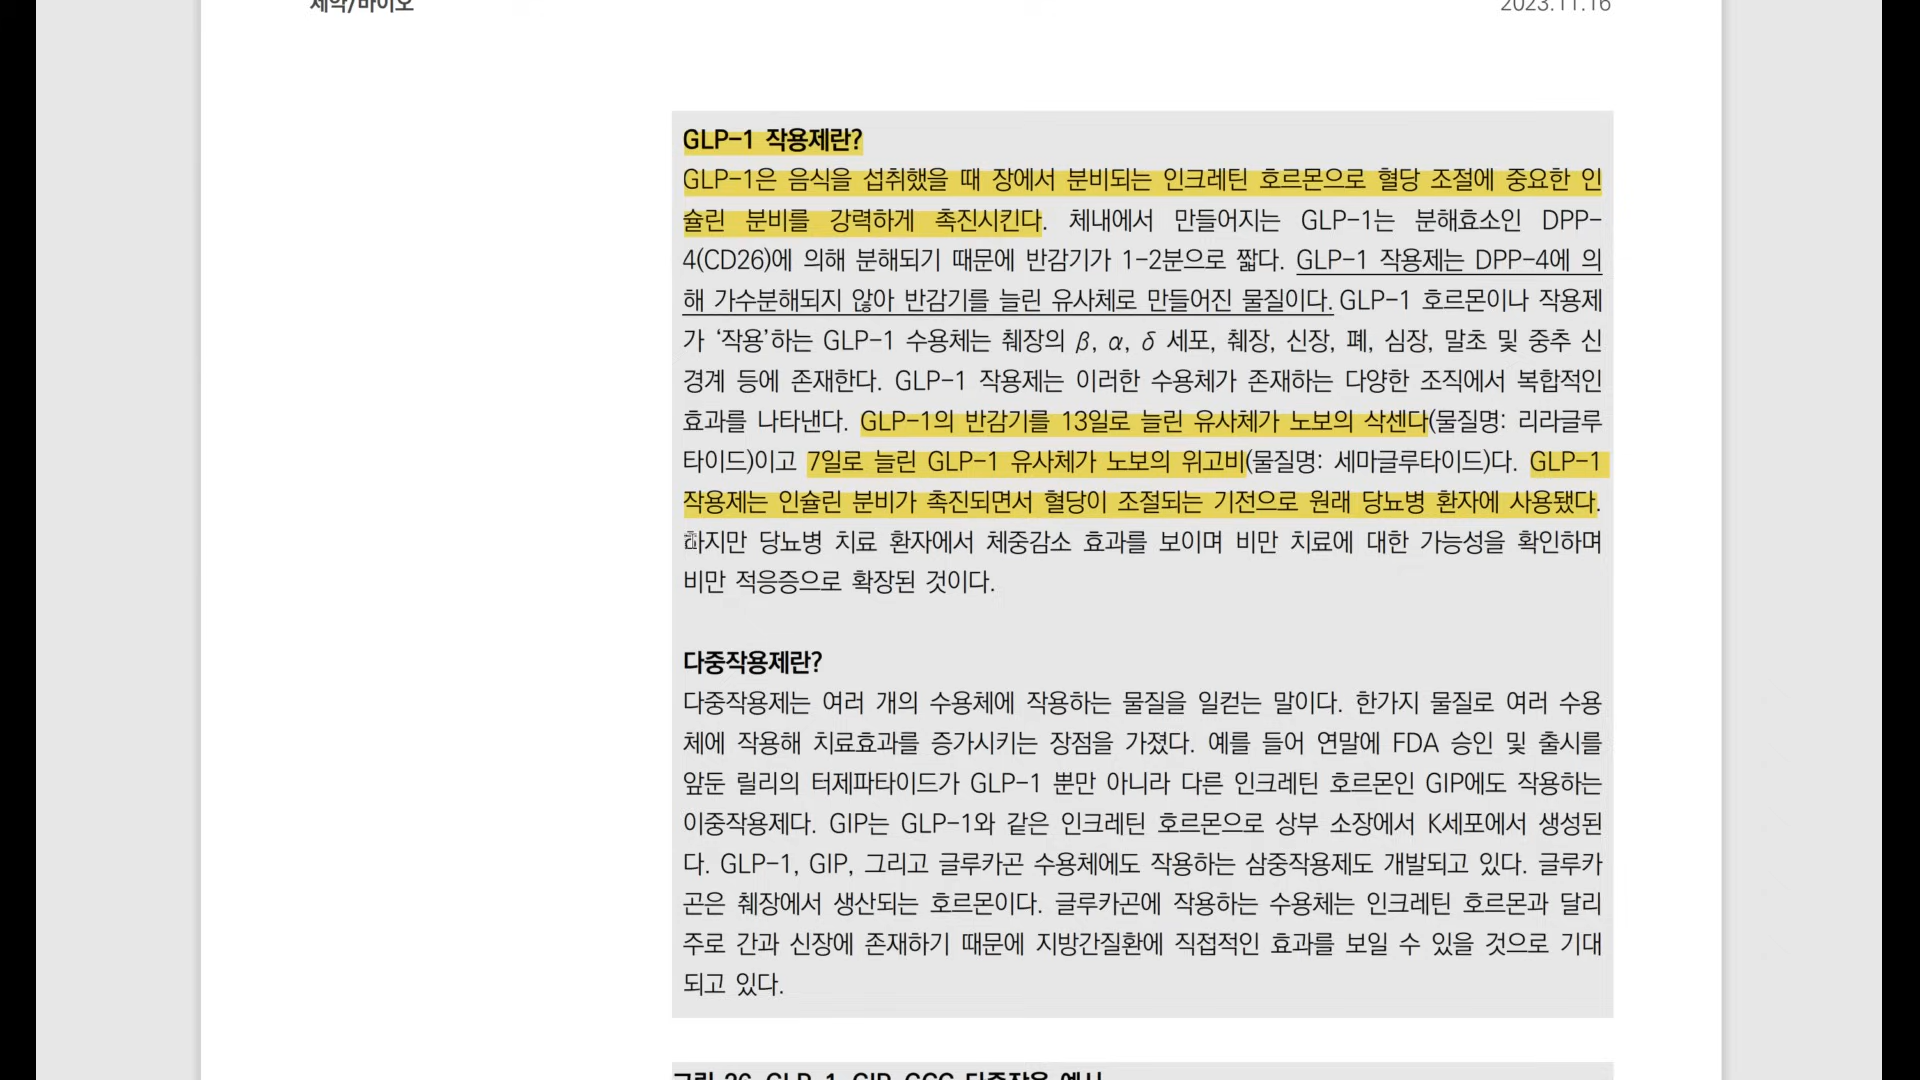 제약/바이오
2023.11.16
GLP-1 작용제란?
GLP-1은 음식을 섭취했을 때 장에서 분비되는 인크레틴 호르몬으로 혈당 조절에 중요한 인
슐린 분비를 강력하게 촉진시킨다. 체내에서 만들어지는 GLP-1는 분해효소인 DPP-
4(CD26)에 의해 분해되기 때문에 반감기가 1-2분으로 짧다. GLP-1 작용제는 DPP-4에 의
해 가수분해되지 않아 반감기를 늘린 유사체로 만들어진 물질이다. GLP-1 호르몬이나 작용제
가 ‘작용’하는 GLP-1 수용체는 췌장의 β, α, δ 세포, 췌장, 신장, 폐, 심장, 말초 및 중추 신
경계 등에 존재한다. GLP-1 작용제는 이러한 수용체가 존재하는 다양한 조직에서 복합적인
효과를 나타낸다. GLP-1의 반감기를 13일로 늘린 유사체가 노보의 삭센다(물질명: 리라글루
타이드)이고 7일로 늘린 GLP-1 유사체가 노보의 위고비(물질명: 세마글루타이드)다. GLP-1
작용제는 인슐린 분비가 촉진되면서 혈당이 조절되는 기전으로 원래 당뇨병 환자에 사용됐다.
하지만 당뇨병 치료 환자에서 체중감소 효과를 보이며 비만 치료에 대한 가능성을 확인하며
비만 적응증으로 확장된 것이다.
다중작용제란?
다중작용제는 여러 개의 수용체에 작용하는 물질을 일컫는 말이다. 한가지 물질로 여러 수용
체에 작용해 치료효과를 증가시키는 장점을 가졌다. 예를 들어 연말에 FDA 승인 및 출시를
앞둔 릴리의 터제파타이드가 GLP-1 뿐만 아니라 다른 인크레틴 호르몬인 GIP에도 작용하는
이중작용제다. GIP는 GLP-1와 같은 인크레틴 호르몬으로 상부 소장에서 K세포에서 생성된
다. GLP-1, GIP, 그리고 글루카곤 수용체에도 작용하는 삼중작용제도 개발되고 있다. 글루카
곤은 췌장에서 생산되는 호르몬이다. 글루카곤에 작용하는 수용체는 인크레틴 호르몬과 달리
주로 간과 신장에 존재하기 때문에 지방간질환에 직접적인 효과를 보일 수 있을 것으로 기대
되고 있다.
그림 26. GLP-1, GIP, GCG 다중작용 예시